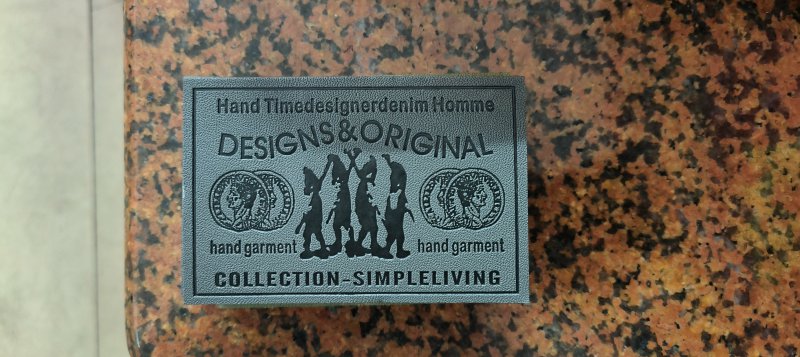 Hand Timedesignerdenim Homme
DESIGNS&ORIGINAL
hand garment hand garment
COLLECTION-SIMPLELIVING